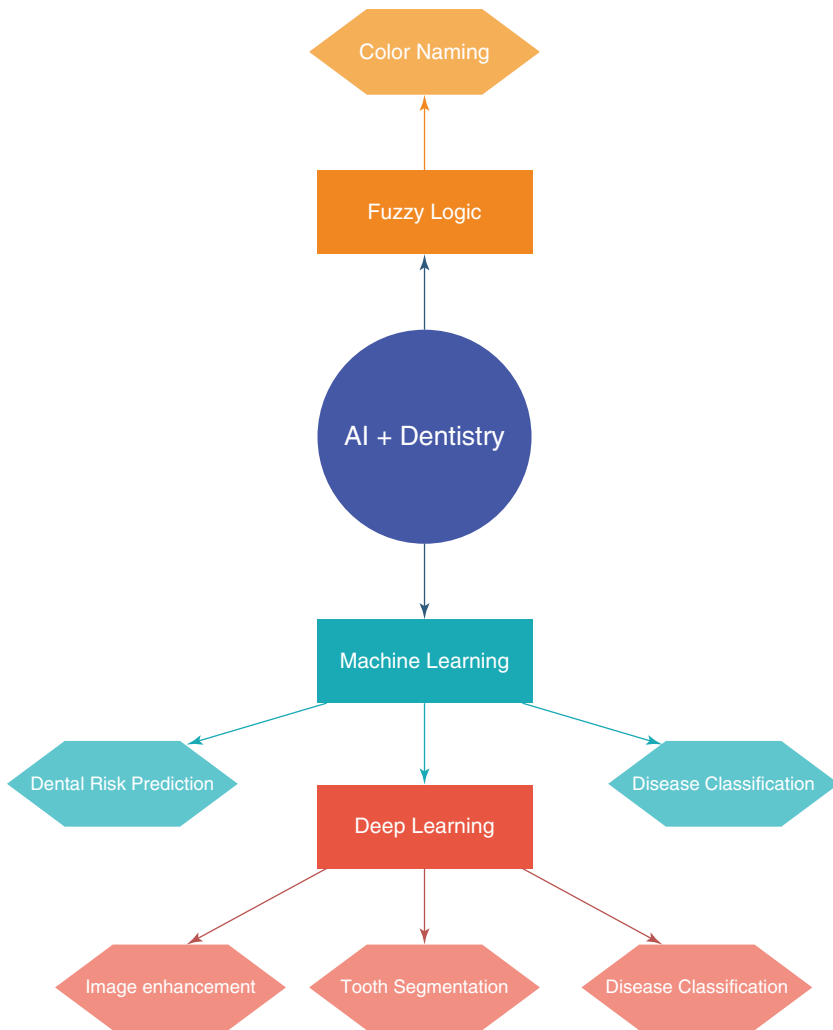 Color Naming
Fuzzy Logic
AI + Dentistry
Machine Learning
Dental Risk Prediction
Disease Classification
Deep Learning
Image enhancement
Tooth Segmentation
Disease Classification